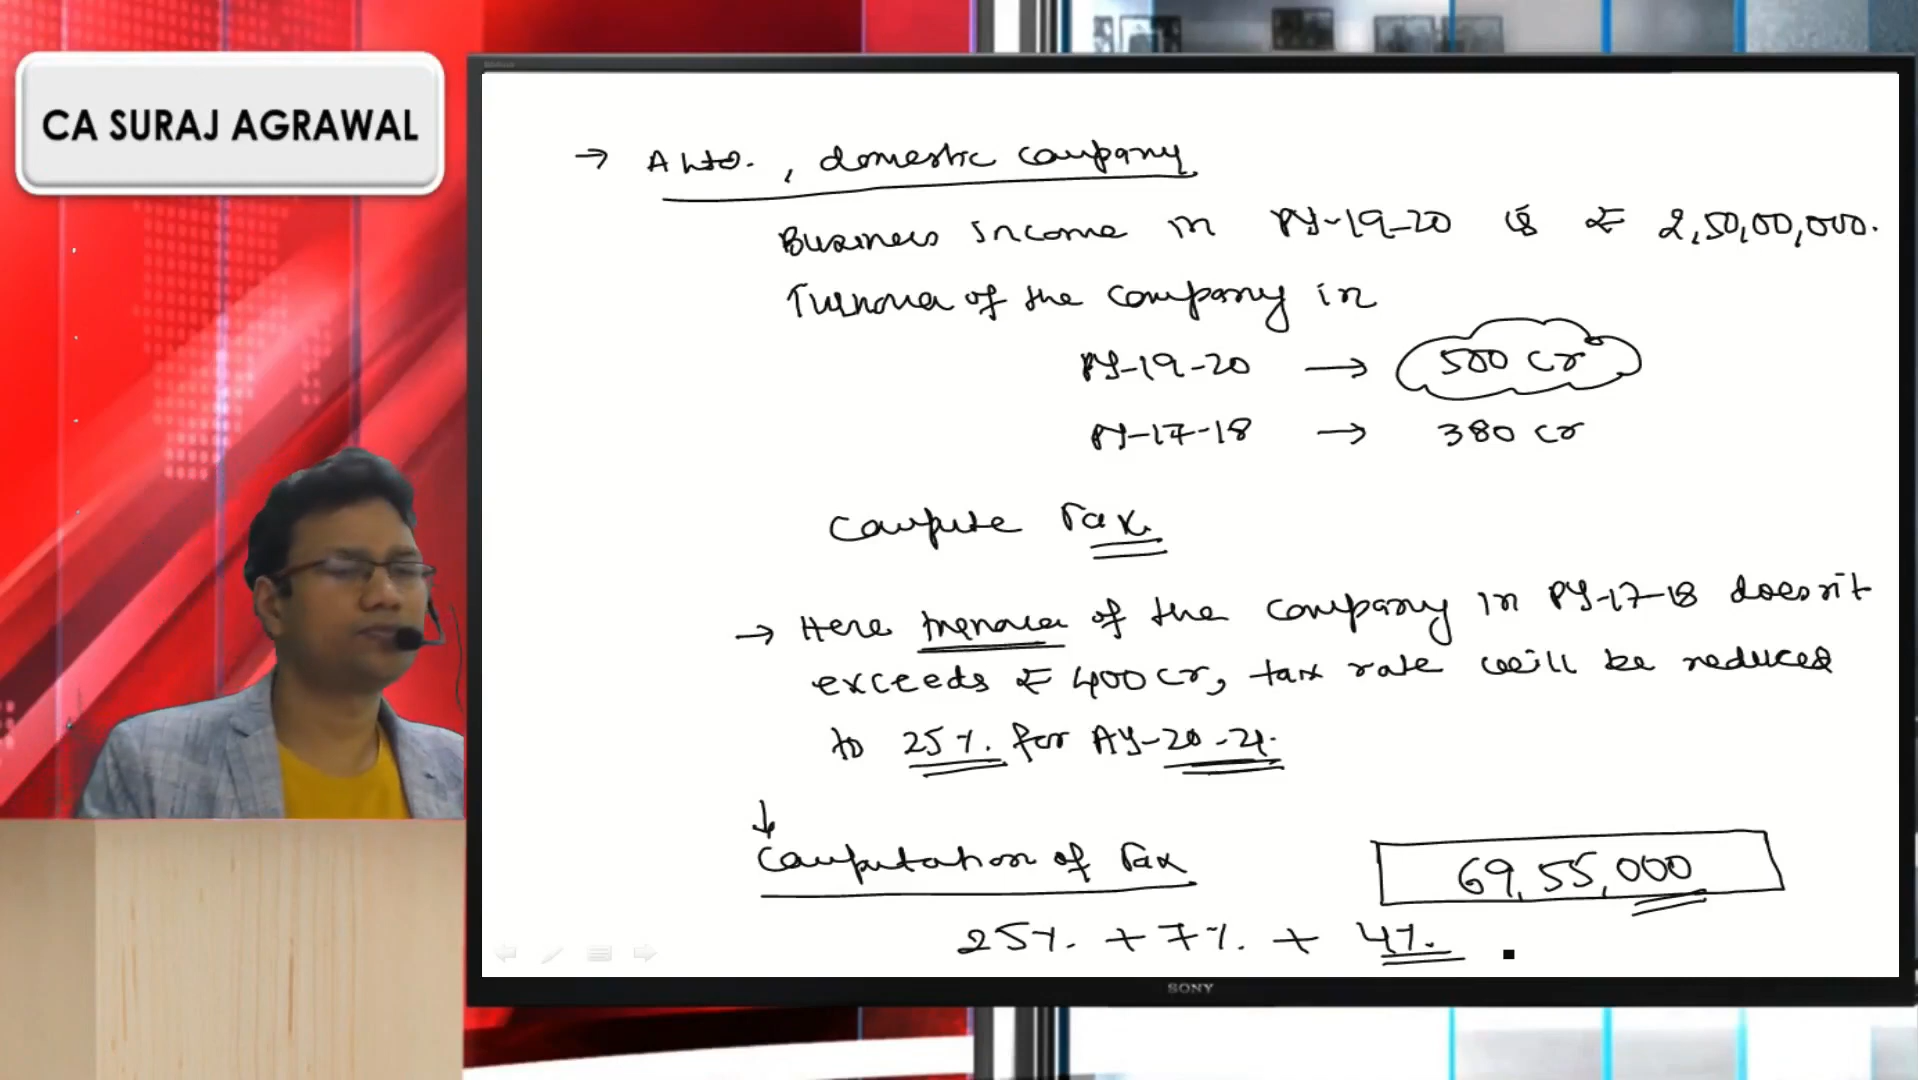 CA SURAJ AGRAWAL
→ A Ltd. , domestic company
Business Income in PY-19-20 is ₹ 2,50,00,000.
Turnover of the company in
PY-19-20 → 500 Cr
PY-17-18 → 380 Cr
Compute Tax.
→ Here turnover of the company in PY-17-18 doesn't
exceeds ₹ 400 Cr, tax rate will be reduced
to 25%. for AY-20-21.
↓
Computation of Tax
69,55,000
25%. + 7%. + 4%.
SONY